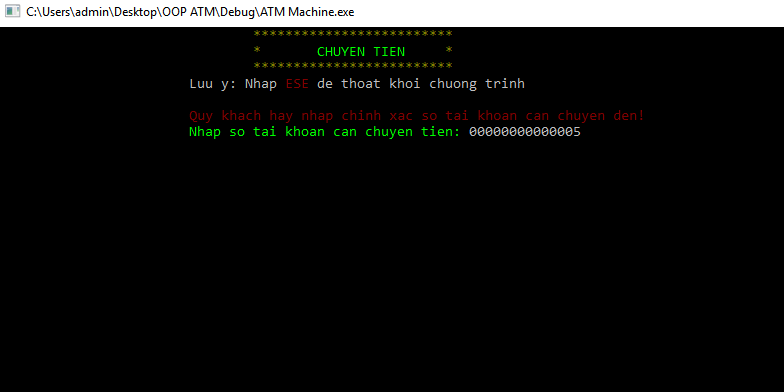 C:\Users\admin\Desktop\OOP ATM\Debug\ATM Machine.exe
*************************
* CHUYEN TIEN *
*************************
Luu y: Nhap ESE de thoat khoi chuong trinh
Quy khach hay nhap chinh xac so tai khoan can chuyen den!
Nhap so tai khoan can chuyen tien: 00000000000005